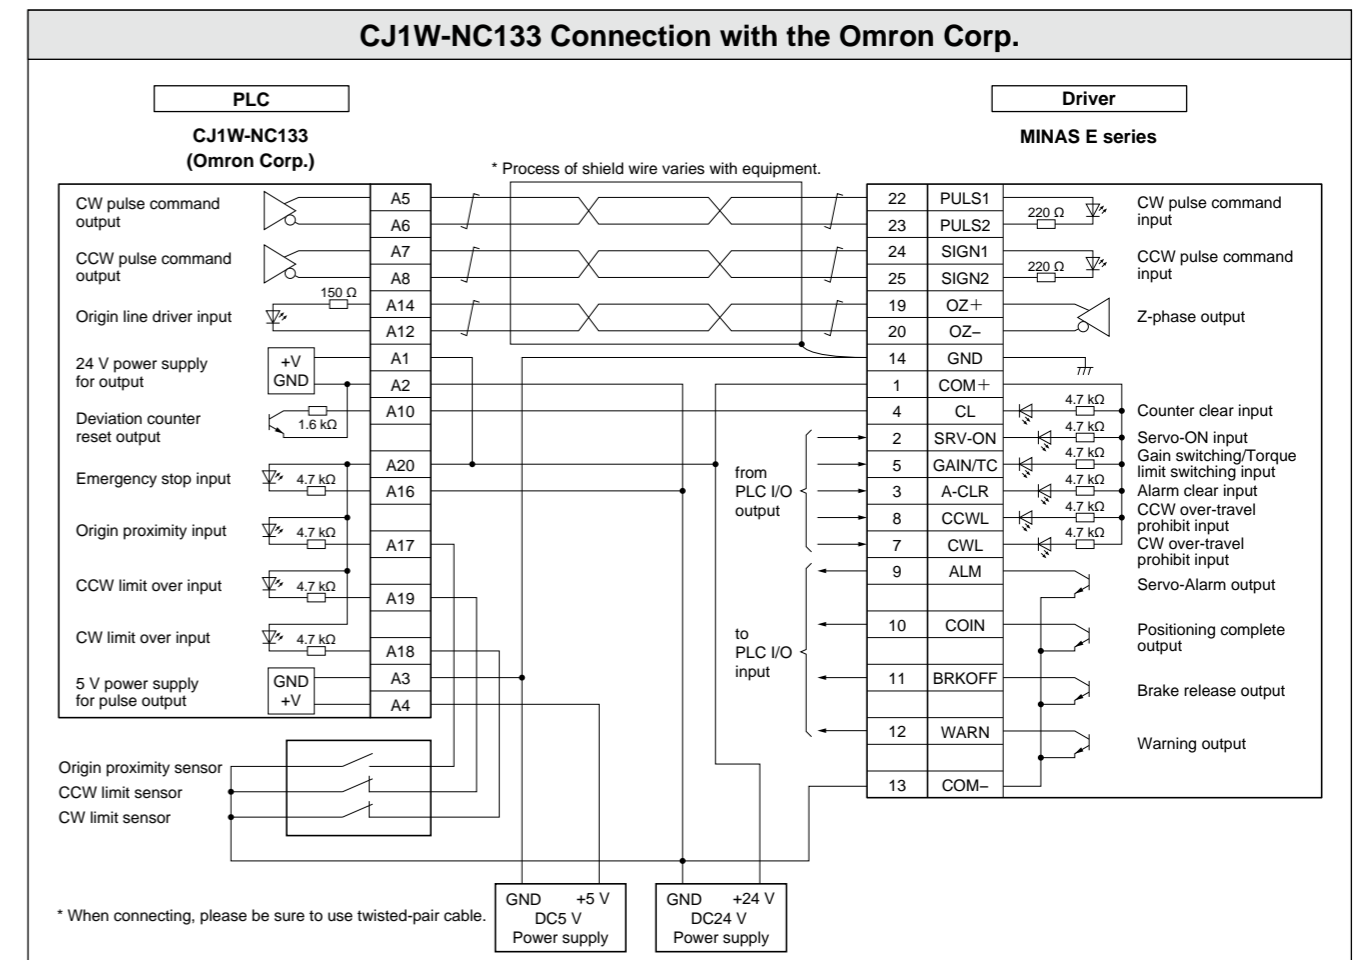 CJ1W-NC133 Connection with the Omron Corp.
PLC
CJ1W-NC133
(Omron Corp.)
Driver
MINAS E series
* Process of shield wire varies with equipment.
CW pulse command
output
A5
A6
CCW pulse command
output
A7
A8
Origin line driver input
150 Ω
A14
A12
24 V power supply
for output
+V
GND
A1
A2
Deviation counter
reset output
1.6 kΩ
A10
Emergency stop input
4.7 kΩ
A20
A16
Origin proximity input
4.7 kΩ
A17
CCW limit over input
4.7 kΩ
A19
CW limit over input
4.7 kΩ
A18
5 V power supply
for pulse output
GND
+V
A3
A4
Origin proximity sensor
CCW limit sensor
CW limit sensor
from
PLC I/O
output
to
PLC I/O
input
22 PULS1
23 PULS2
220 Ω
CW pulse command
input
24 SIGN1
25 SIGN2
220 Ω
CCW pulse command
input
19 OZ+
20 OZ−
Z-phase output
14 GND
1 COM+
4 CL 4.7 kΩ Counter clear input
2 SRV-ON 4.7 kΩ Servo-ON input
5 GAIN/TC 4.7 kΩ Gain switching/Torque
limit switching input
3 A-CLR 4.7 kΩ Alarm clear input
8 CCWL 4.7 kΩ CCW over-travel
prohibit input
7 CWL 4.7 kΩ CW over-travel
prohibit input
9 ALM Servo-Alarm output
10 COIN Positioning complete
output
11 BRKOFF Brake release output
12 WARN Warning output
13 COM−
* When connecting, please be sure to use twisted-pair cable.
GND +5 V
DC5 V
Power supply
GND +24 V
DC24 V
Power supply